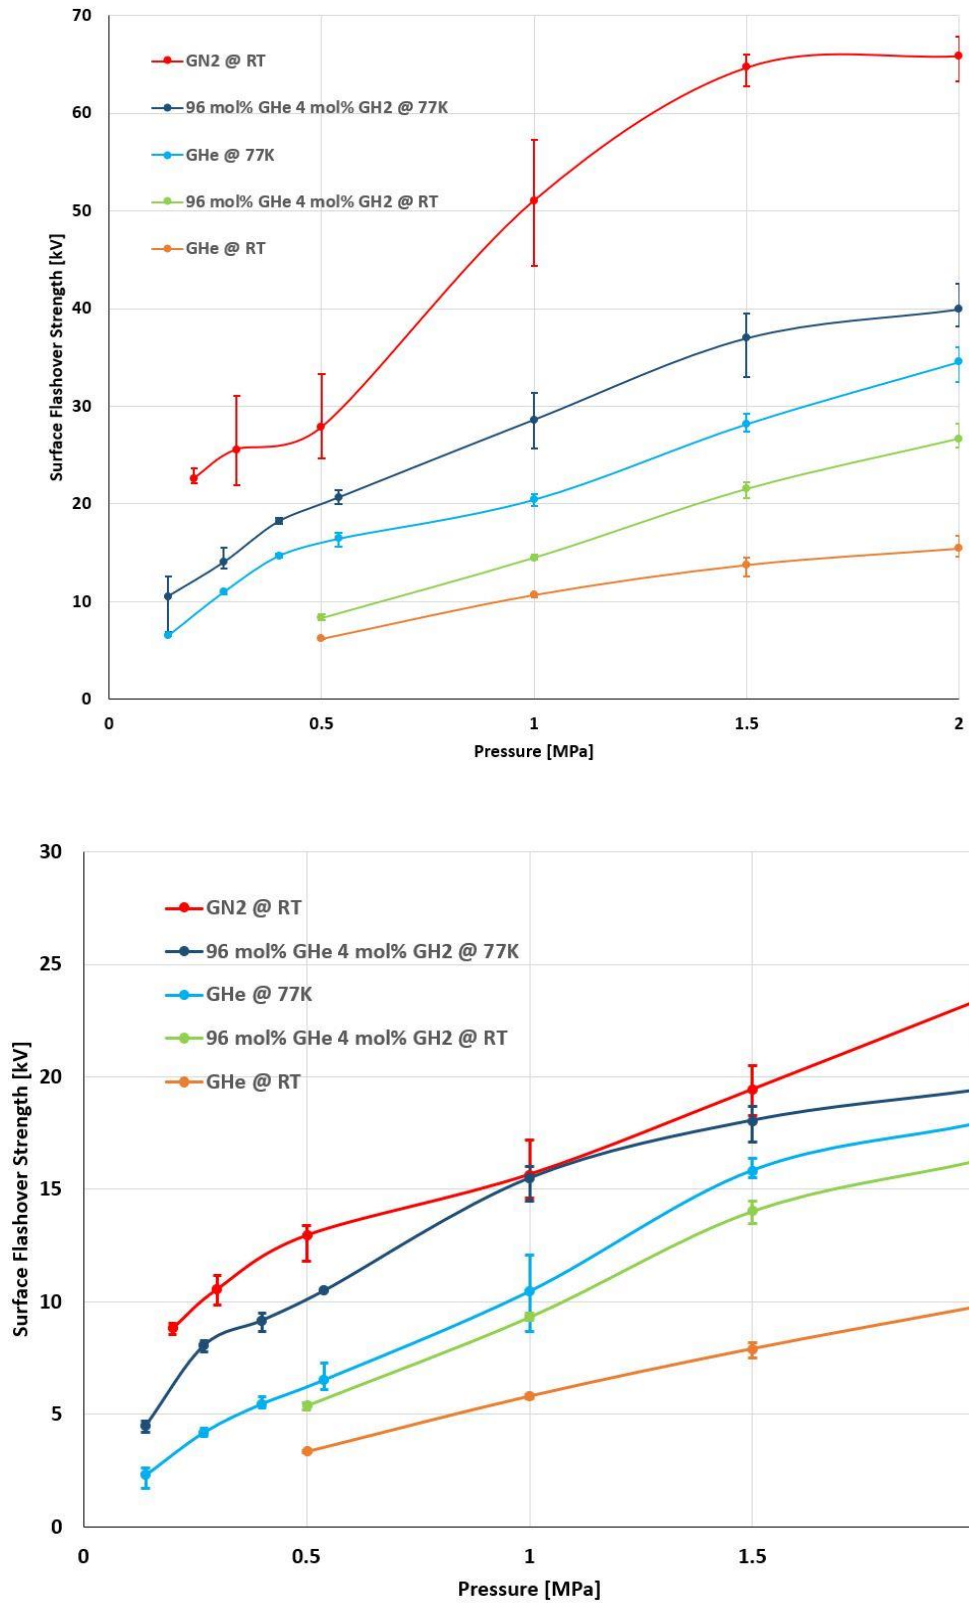 70
60
50
40
30
20
10
0
Surface Flashover Strength [kV]
GN2 @ RT
96 mol% GHe 4 mol% GH2 @ 77K
GHe @ 77K
96 mol% GHe 4 mol% GH2 @ RT
GHe @ RT
0 0.5 1 1.5 2
Pressure [MPa]
30
25
20
15
10
5
0
Surface Flashover Strength [kV]
GN2 @ RT
96 mol% GHe 4 mol% GH2 @ 77K
GHe @ 77K
96 mol% GHe 4 mol% GH2 @ RT
GHe @ RT
0 0.5 1 1.5
Pressure [MPa]